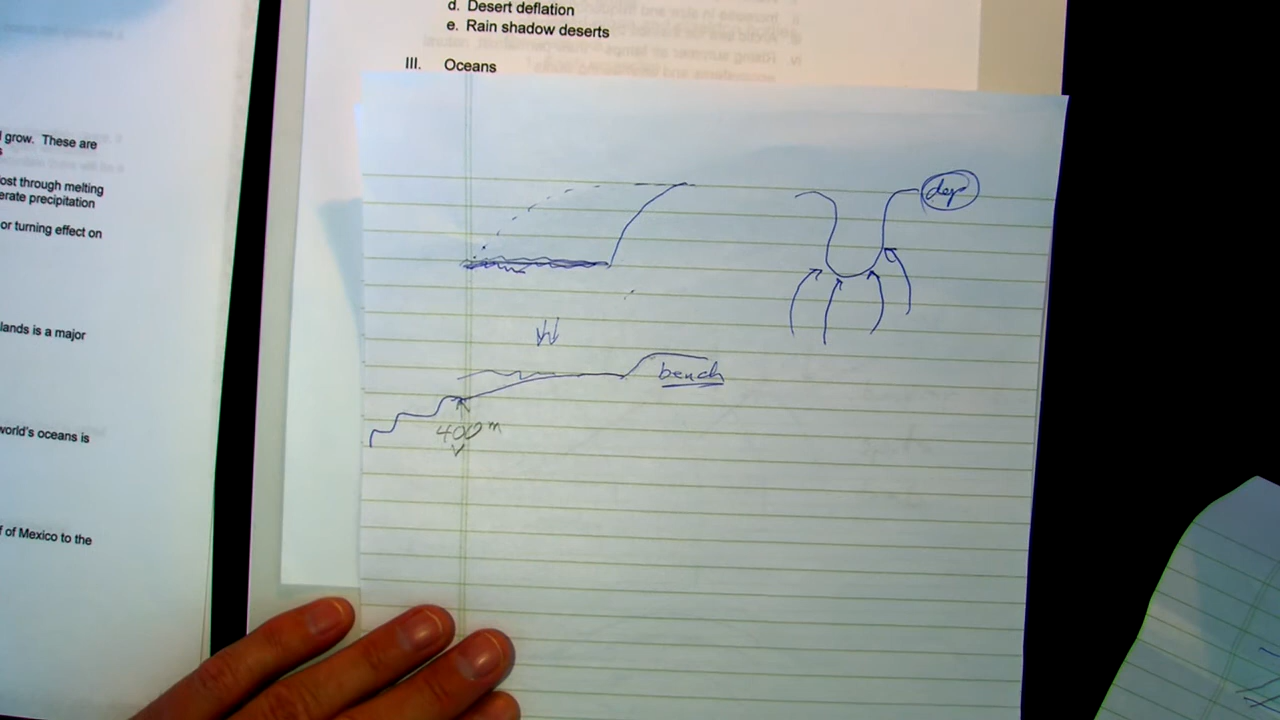 d. Desert deflation
e. Rain shadow deserts
III. Oceans
grow. These are
ost through melting
erate precipitation
or turning effect on
lands is a major
world's oceans is
f of Mexico to the
dep
W
bench
400 m